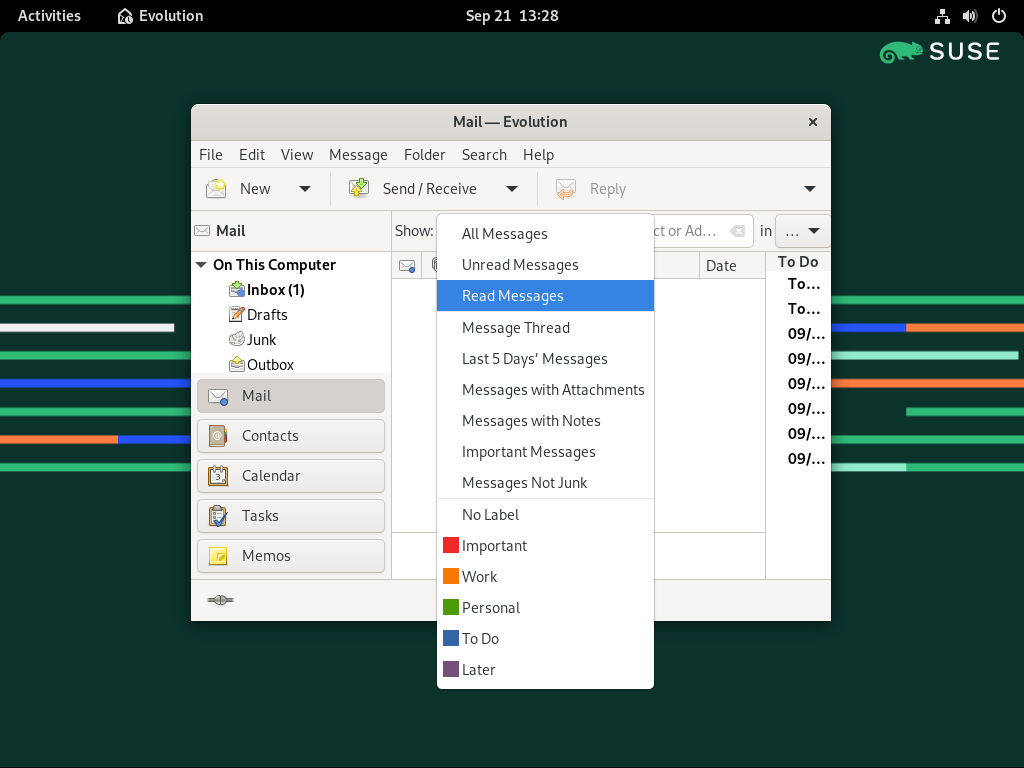 Activities
Evolution
Sep 21 13:28
SUSE
Mail — Evolution
File Edit View Message Folder Search Help
New
Send / Receive
Reply
Mail
Show:
ct or Ad…
in
...
On This Computer
Inbox (1)
Drafts
Junk
Outbox
Mail
Contacts
Calendar
Tasks
Memos
All Messages
Unread Messages
Read Messages
Message Thread
Last 5 Days’ Messages
Messages with Attachments
Messages with Notes
Important Messages
Messages Not Junk
No Label
Important
Work
Personal
To Do
Later
Date
To Do
To…
To…
09/…
09/…
09/…
09/…
09/…
09/…